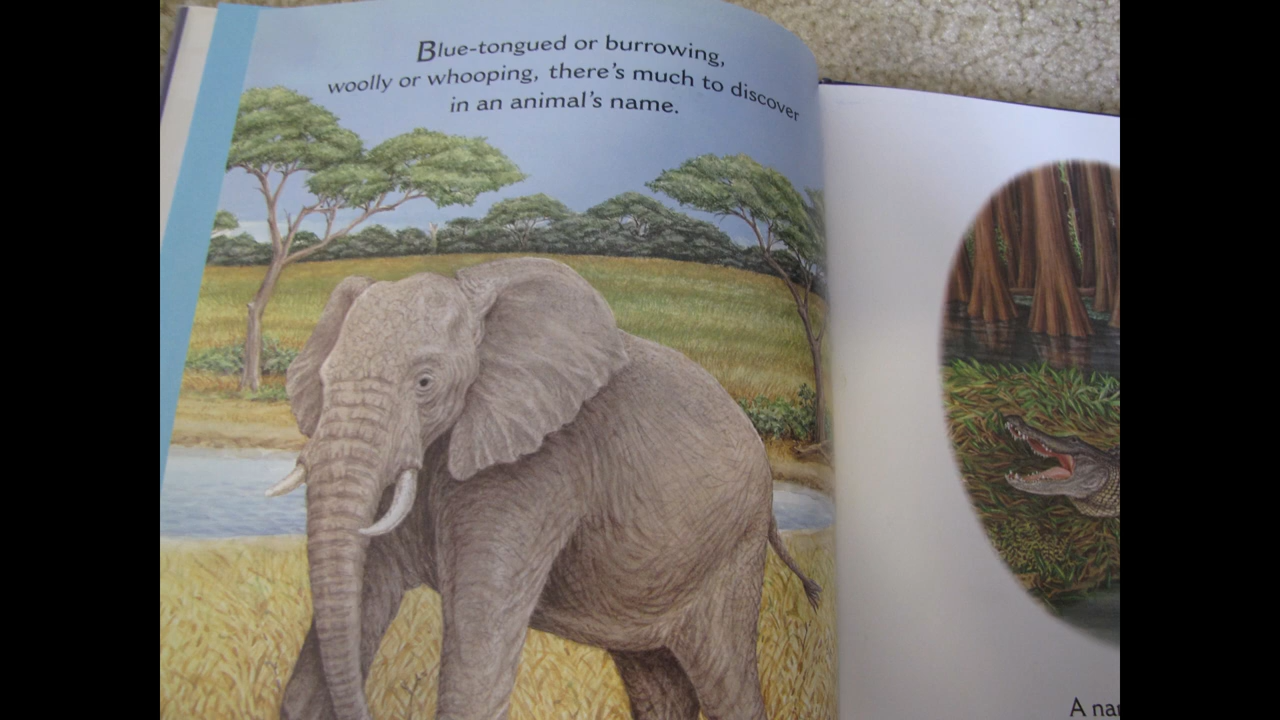 Blue-tongued or burrowing,
woolly or whooping, there's much to discover
in an animal's name.
A